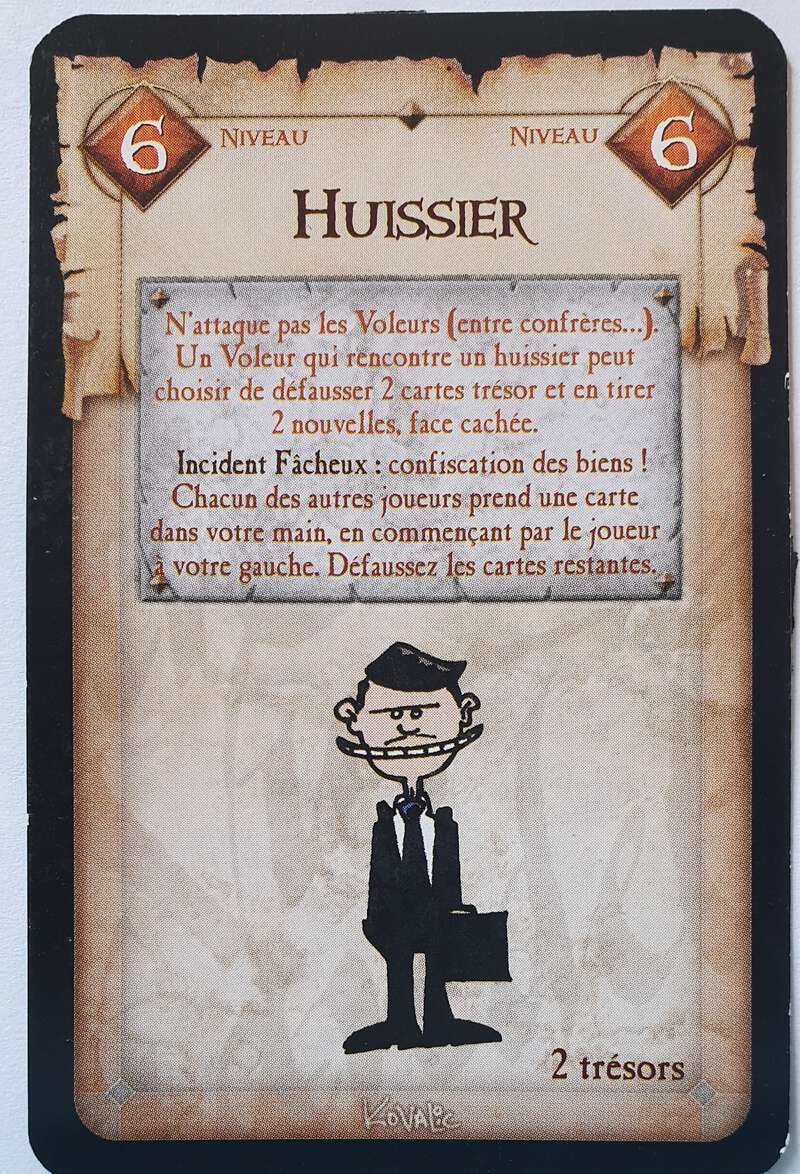 6 Niveau Niveau 6
Huissier
N'attaque pas les Voleurs (entre confrères...).
Un Voleur qui rencontre un huissier peut
choisir de défausser 2 cartes trésor et en tirer
2 nouvelles, face cachée.
Incident Fâcheux : confiscation des biens !
Chacun des autres joueurs prend une carte
dans votre main, en commençant par le joueur
à votre gauche. Défaussez les cartes restantes.
2 trésors
Kovalic